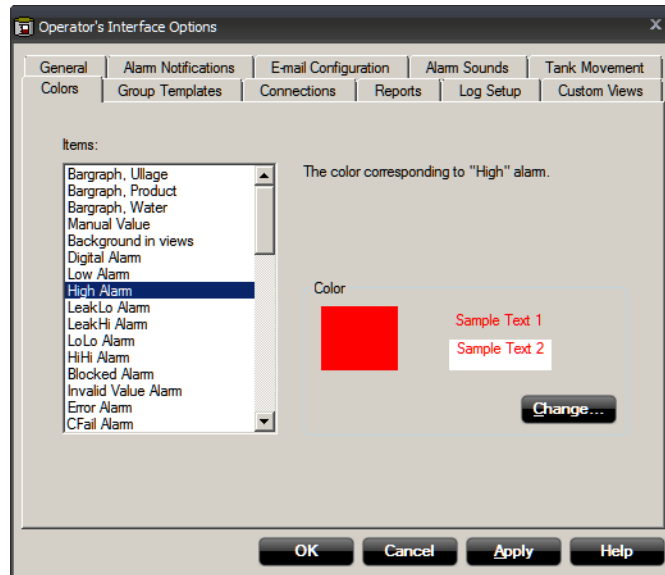 Operator's Interface Options
x
General Alarm Notifications E-mail Configuration Alarm Sounds Tank Movement
Colors Group Templates Connections Reports Log Setup Custom Views
Items:
Bargraph, Ullage
Bargraph, Product
Bargraph, Water
Manual Value
Background in views
Digital Alarm
Low Alarm
High Alarm
LeakLo Alarm
LeakHi Alarm
LoLo Alarm
HiHi Alarm
Blocked Alarm
Invalid Value Alarm
Error Alarm
CFail Alarm
The color corresponding to "High" alarm.
Color
Sample Text 1
Sample Text 2
Change...
OK Cancel Apply Help